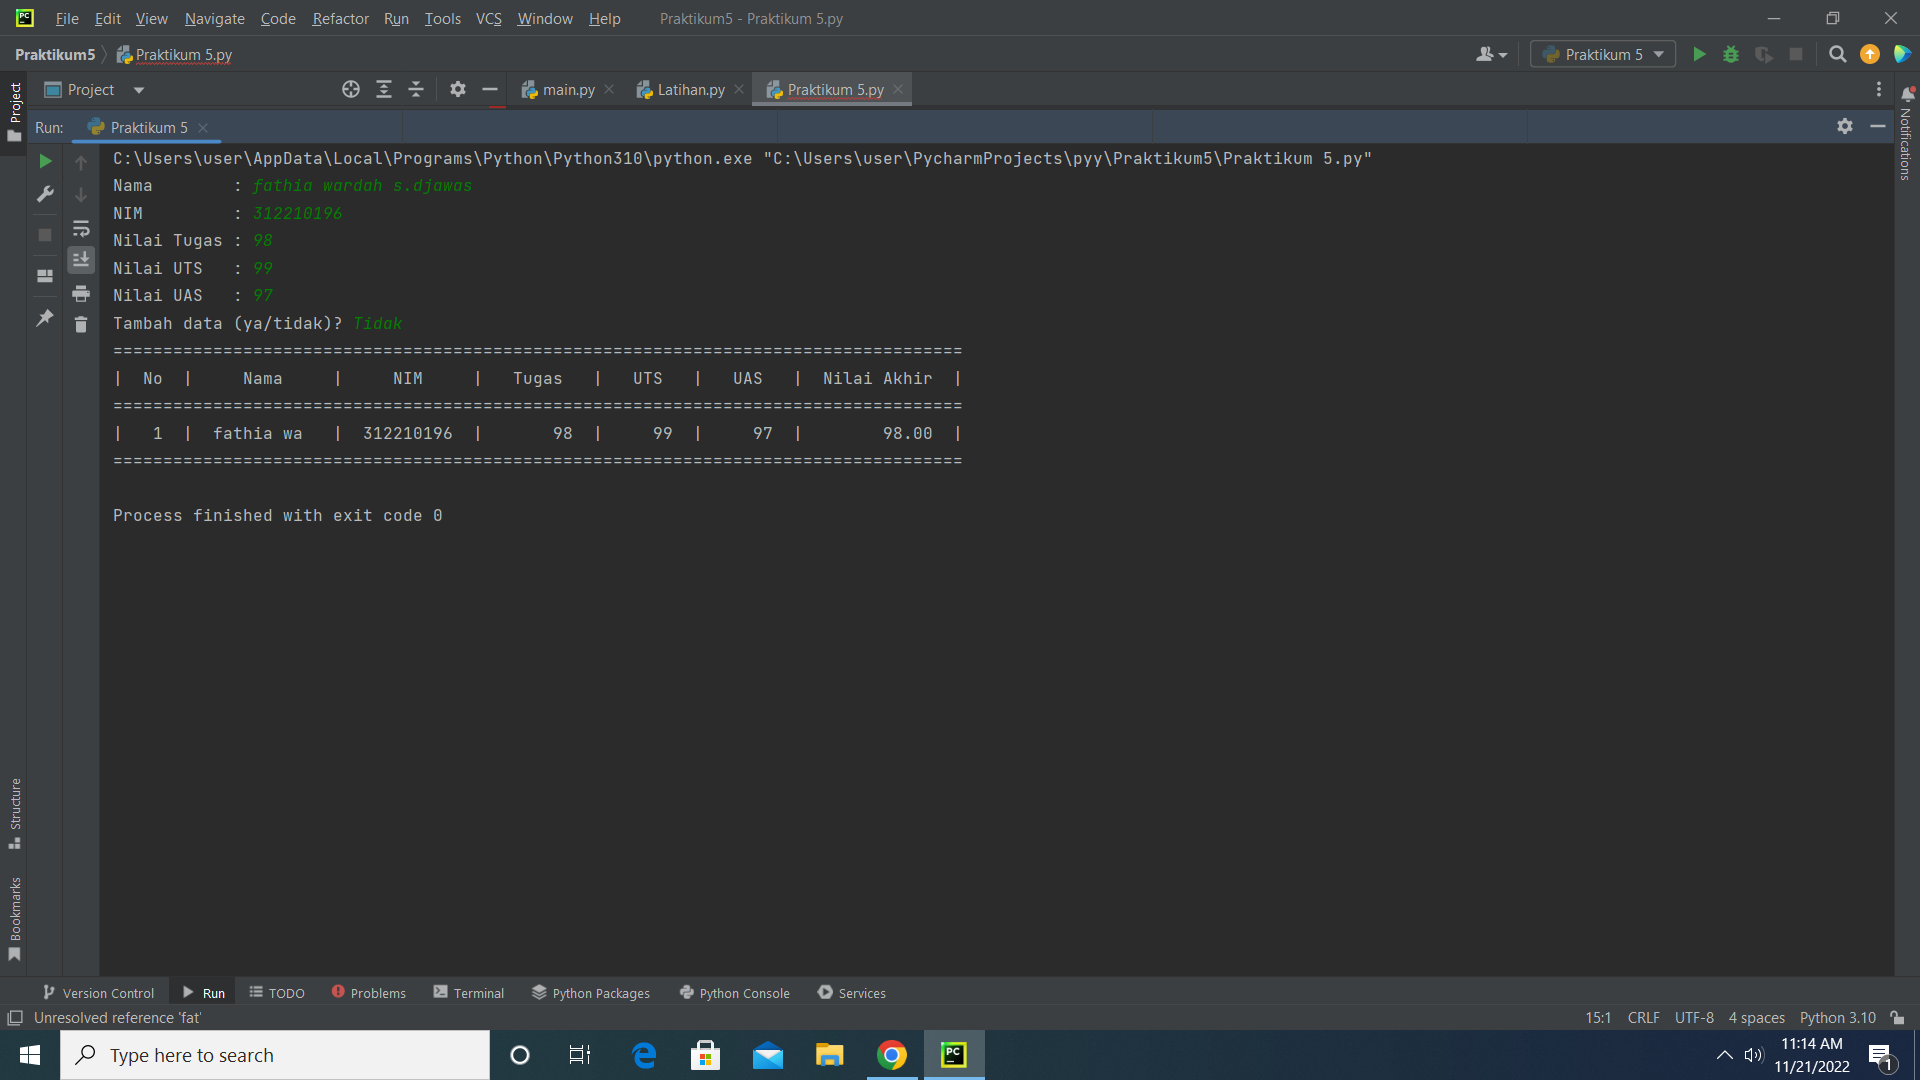 File Edit View Navigate Code Refactor Run Tools VCS Window Help Praktikum5 - Praktikum 5.py
Praktikum5 Praktikum 5.py Praktikum 5
Project Project main.py Latihan.py Praktikum 5.py
Notifications
Run: Praktikum 5
C:\Users\user\AppData\Local\Programs\Python\Python310\python.exe "C:\Users\user\PycharmProjects\pyy\Praktikum5\Praktikum 5.py"
Nama : fathia wardah s.djawas
NIM : 312210196
Nilai Tugas : 98
Nilai UTS : 99
Nilai UAS : 97
Tambah data (ya/tidak)? Tidak
=====================================================================================
| No | Nama | NIM | Tugas | UTS | UAS | Nilai Akhir |
=====================================================================================
| 1 | fathia wa | 312210196 | 98 | 99 | 97 | 98.00 |
=====================================================================================
Process finished with exit code 0
Structure
Bookmarks
Version Control Run TODO Problems Terminal Python Packages Python Console Services
Unresolved reference 'fat' 15:1 CRLF UTF-8 4 spaces Python 3.10
Type here to search
PC
11:14 AM
11/21/2022
1